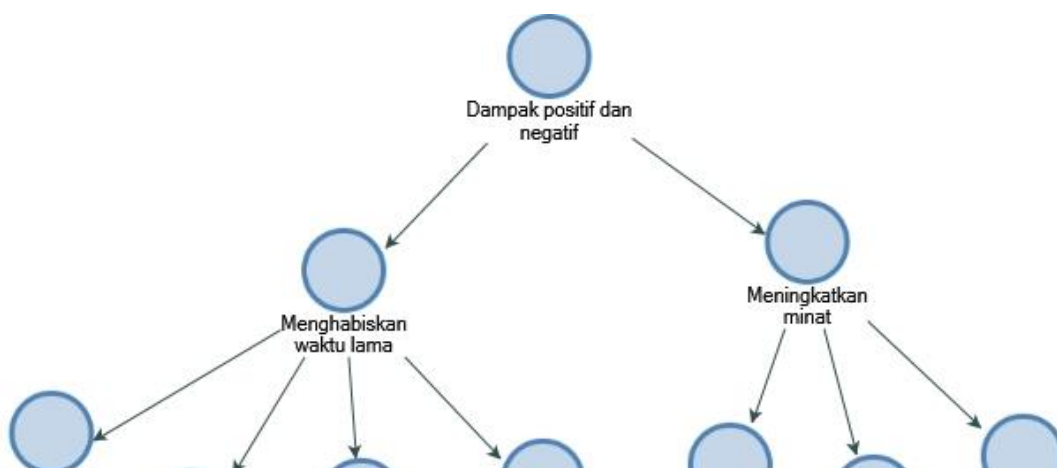 Dampak positif dan
negatif
Menghabiskan
waktu lama
Meningkatkan
minat